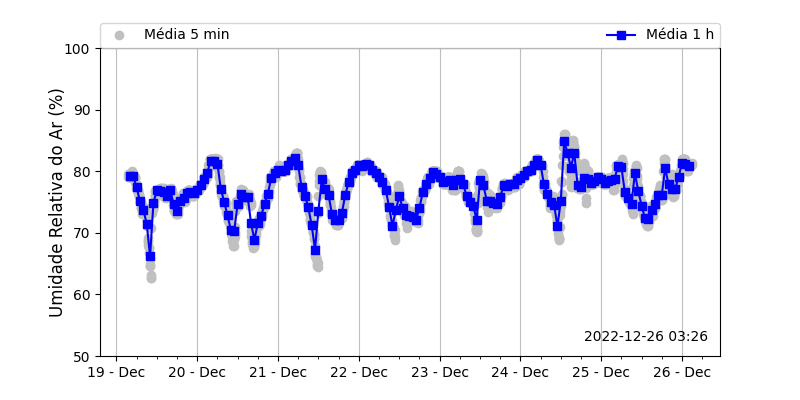 Média 5 min Média 1 h
Umidade Relativa do Ar (%)
100
90
80
70
60
50
2022-12-26 03:26
19 - Dec 20 - Dec 21 - Dec 22 - Dec 23 - Dec 24 - Dec 25 - Dec 26 - Dec